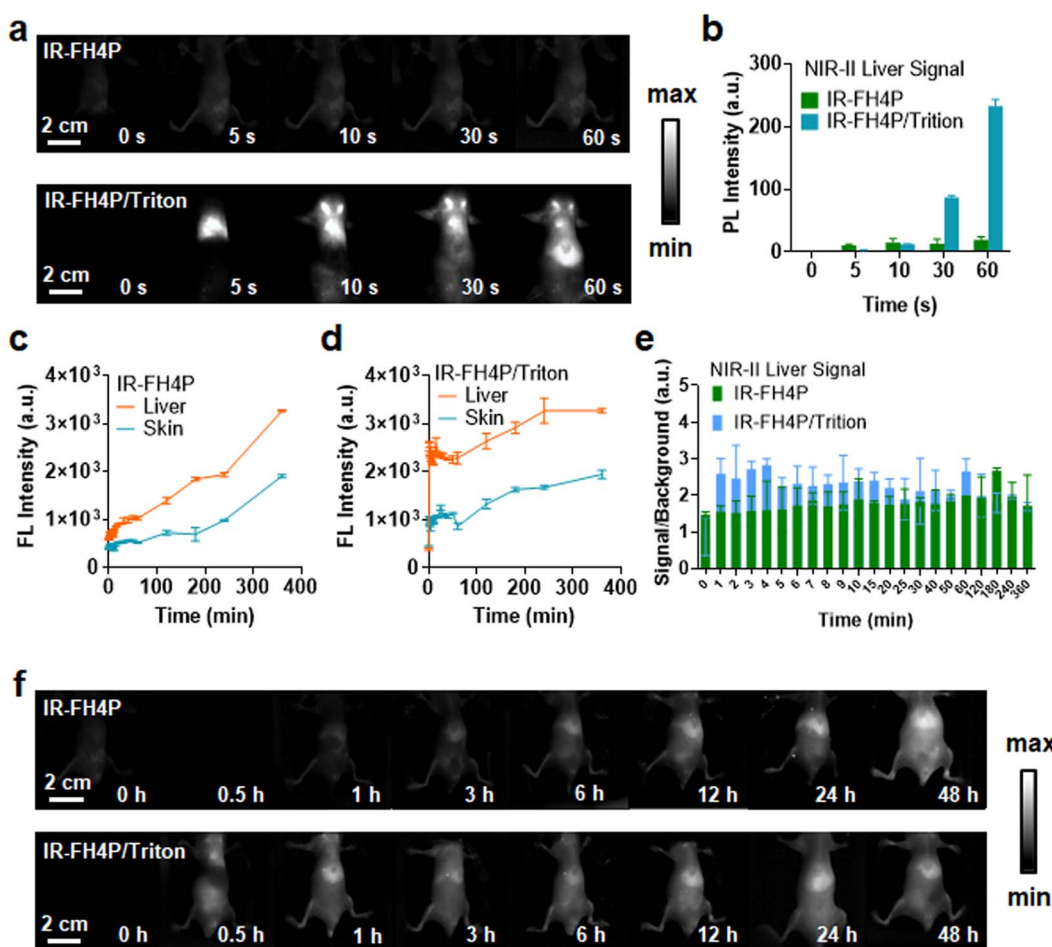 a
IR-FH4P
2 cm
0 s
5 s
10 s
30 s
60 s
IR-FH4P/Triton
2 cm
0 s
5 s
10 s
30 s
60 s
max
min
b
NIR-II Liver Signal
IR-FH4P
IR-FH4P/Trition
300
200
100
0
PL Intensity (a.u.)
0 5 10 30 60
Time (s)
c
IR-FH4P
Liver
Skin
4×10³
3×10³
2×10³
1×10³
0
FL Intensity (a.u.)
0 100 200 300 400
Time (min)
d
IR-FH4P/Triton
Liver
Skin
4×10³
3×10³
2×10³
1×10³
0
FL Intensity (a.u.)
0 100 200 300 400
Time (min)
e
NIR-II Liver Signal
IR-FH4P
IR-FH4P/Trition
5
4
3
2
1
0
Signal/Background (a.u.)
0 1 2 3 4 5 6 7 8 9 10 15 20 25 30 40 50 60 120 180 240 360
Time (min)
f
IR-FH4P
2 cm
0 h
0.5 h
1 h
3 h
6 h
12 h
24 h
48 h
IR-FH4P/Triton
2 cm
0 h
0.5 h
1 h
3 h
6 h
12 h
24 h
48 h
max
min